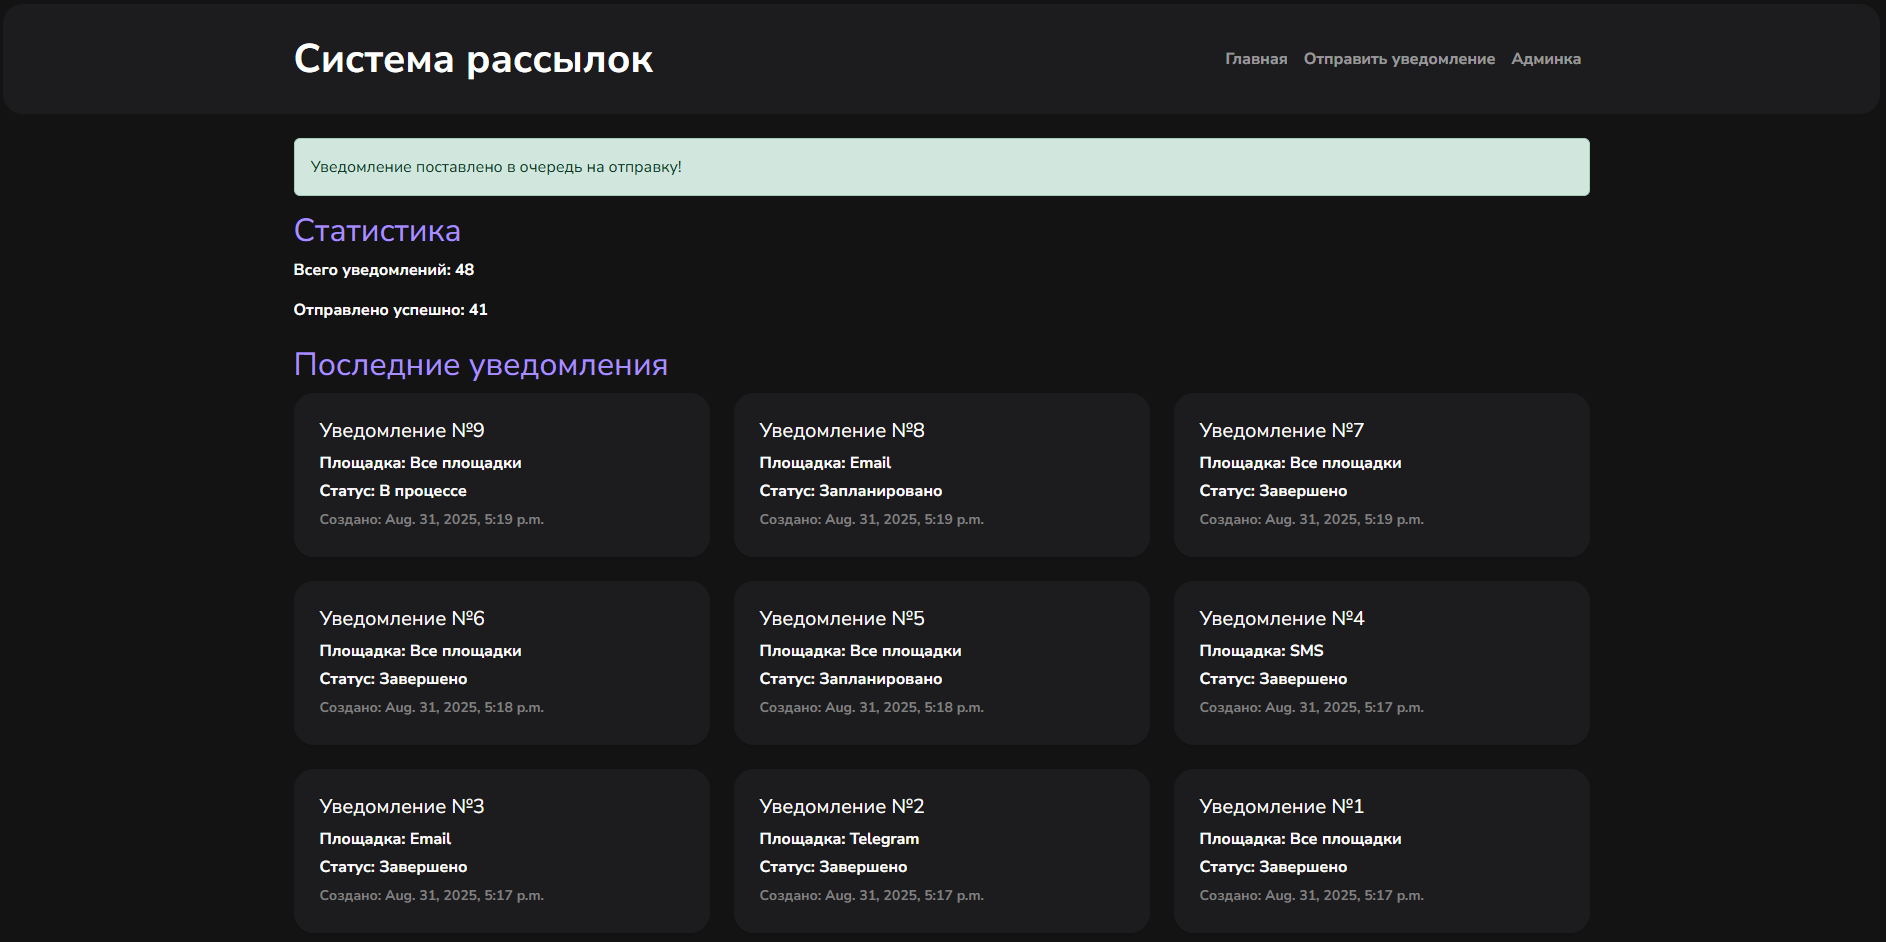 Система рассылок
Главная Отправить уведомление Админка
Уведомление поставлено в очередь на отправку!
Статистика
Всего уведомлений: 48
Отправлено успешно: 41
Последние уведомления
Уведомление №9
Площадка: Все площадки
Статус: В процессе
Создано: Aug. 31, 2025, 5:19 p.m.
Уведомление №8
Площадка: Email
Статус: Запланировано
Создано: Aug. 31, 2025, 5:19 p.m.
Уведомление №7
Площадка: Все площадки
Статус: Завершено
Создано: Aug. 31, 2025, 5:19 p.m.
Уведомление №6
Площадка: Все площадки
Статус: Завершено
Создано: Aug. 31, 2025, 5:18 p.m.
Уведомление №5
Площадка: Все площадки
Статус: Запланировано
Создано: Aug. 31, 2025, 5:18 p.m.
Уведомление №4
Площадка: SMS
Статус: Завершено
Создано: Aug. 31, 2025, 5:17 p.m.
Уведомление №3
Площадка: Email
Статус: Завершено
Создано: Aug. 31, 2025, 5:17 p.m.
Уведомление №2
Площадка: Telegram
Статус: Завершено
Создано: Aug. 31, 2025, 5:17 p.m.
Уведомление №1
Площадка: Все площадки
Статус: Завершено
Создано: Aug. 31, 2025, 5:17 p.m.